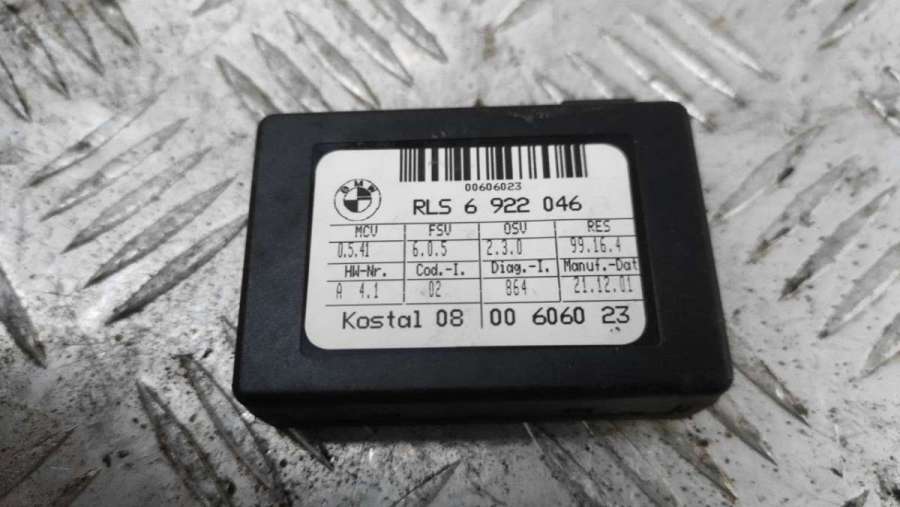 00606023
BMW
RLS 6 922 046
MCV FSV OSV RES
0.5.41 6.0.5 2.3.0 99.16.4
HW-Nr. Cod.-I. Diag.-I. Manuf.-Dat
A 4.1 02 864 21.12.01
Kostal 08 00 6060 23